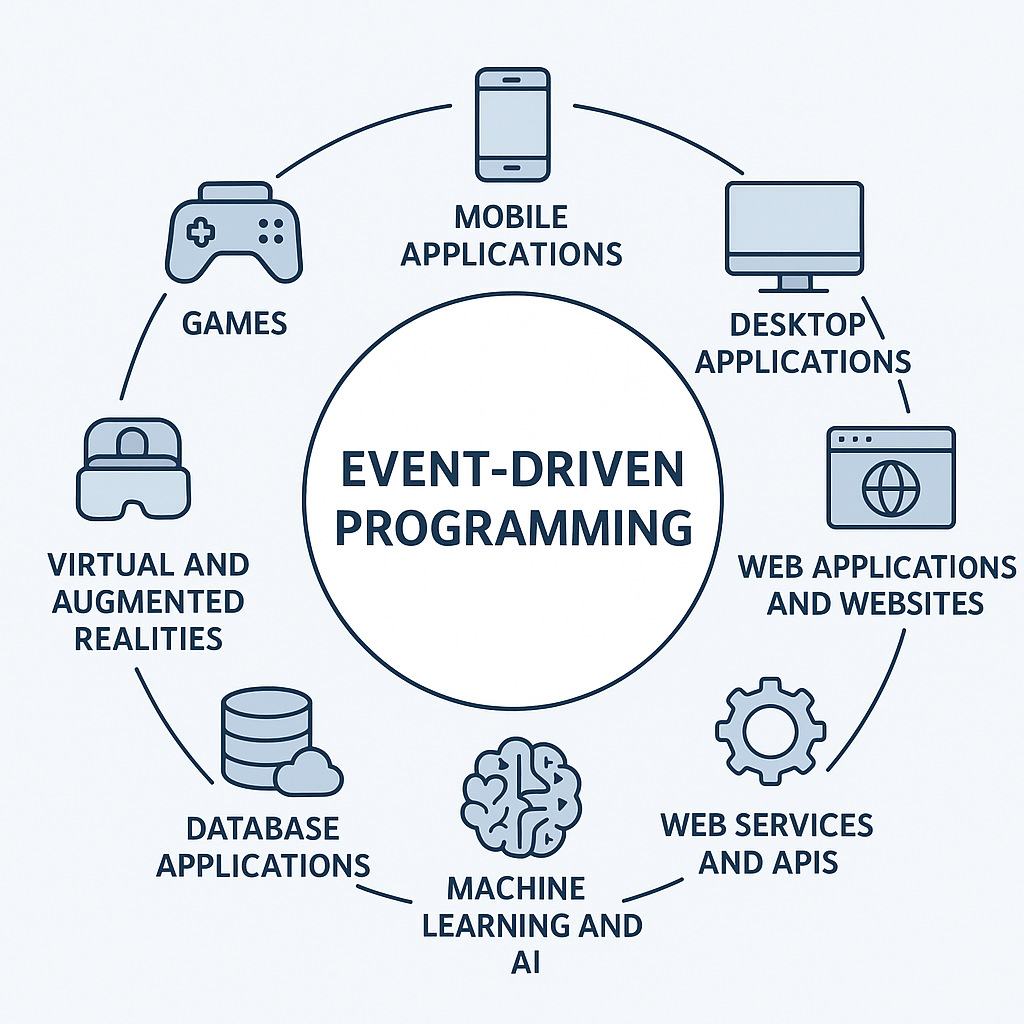 MOBILE
APPLICATIONS
GAMES
DESKTOP
APPLICATIONS
EVENT-DRIVEN
PROGRAMMING
VIRTUAL AND
AUGMENTED
REALITIES
WEB APPLICATIONS
AND WEBSITES
DATABASE
APPLICATIONS
WEB SERVICES
AND APIS
MACHINE
LEARNING AND
AI